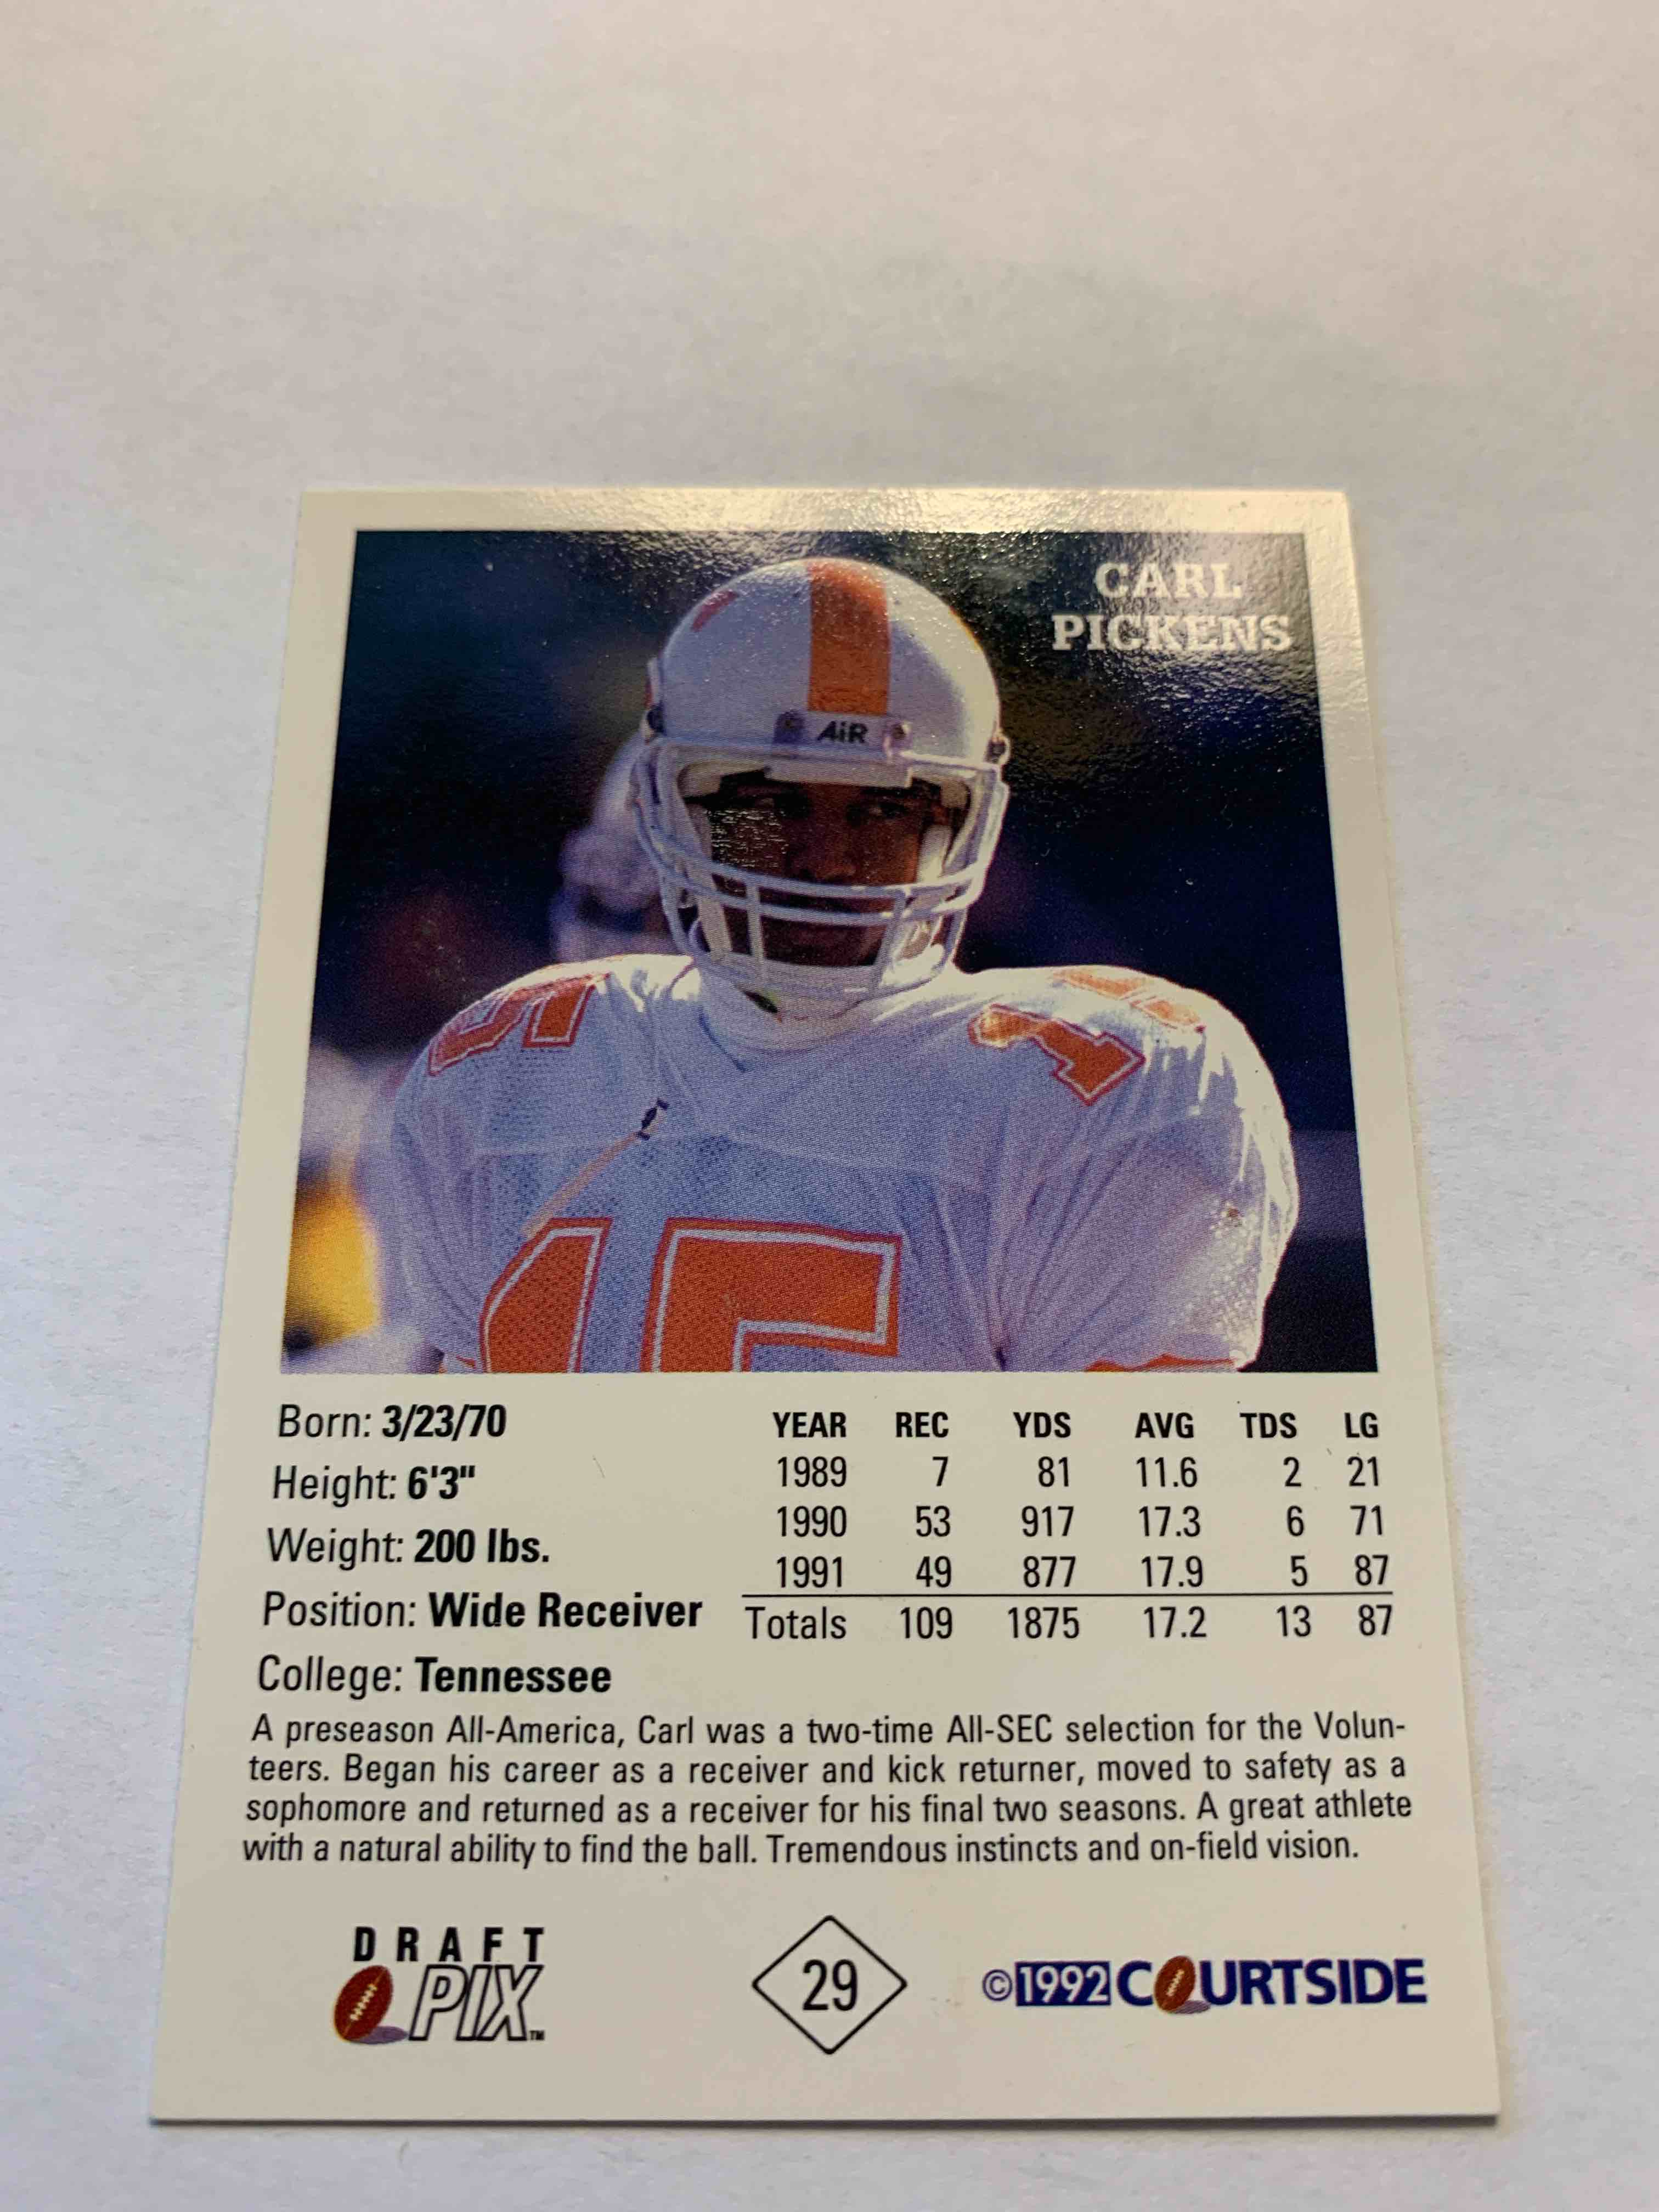 CARL
PICKENS
AiR
15
1
15
Born: 3/23/70
Height: 6'3"
Weight: 200 lbs.
Position: Wide Receiver
College: Tennessee
YEAR REC YDS AVG TDS LG
1989 7 81 11.6 2 21
1990 53 917 17.3 6 71
1991 49 877 17.9 5 87
Totals 109 1875 17.2 13 87
A preseason All-America, Carl was a two-time All-SEC selection for the Volun-
teers. Began his career as a receiver and kick returner, moved to safety as a
sophomore and returned as a receiver for his final two seasons. A great athlete
with a natural ability to find the ball. Tremendous instincts and on-field vision.
DRAFT
PIX™
29
©1992 COURTSIDE